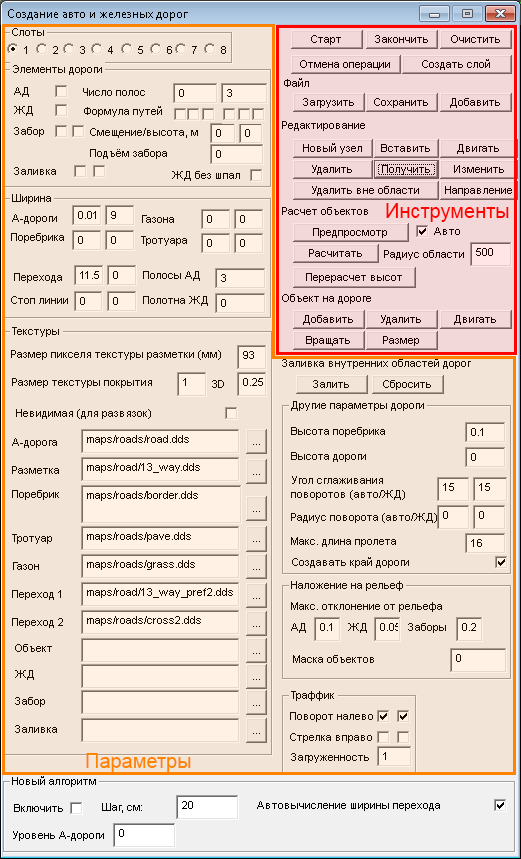 Создание авто и железных дорог
Слоты
1 2 3 4 5 6 7 8
Элементы дороги
АД Число полос 0 3
ЖД Формула путей
Забор Смещение/высота, м 0 0
Подъём забора 0
Заливка ЖД без шпал
Ширина
А-дороги 0.01 9 Газона 0 0
Поребрика 0 0 Тротуара 0 0
Перехода 11.5 0 Полосы АД 3
Стоп линии 0 0 Полотна ЖД 0
Текстуры
Размер пикселя текстуры разметки (мм) 93
Размер текстуры покрытия 1 3D 0.25
Невидимая (для развязок)
А-дорога maps/roads/road.dds ...
Разметка maps/road/13_way.dds ...
Поребрик maps/roads/border.dds ...
Тротуар maps/roads/pave.dds ...
Газон maps/roads/grass.dds ...
Переход 1 maps/road/13_way_pref2.dds ...
Переход 2 maps/roads/cross2.dds ...
Объект ...
ЖД ...
Забор ...
Заливка ...
Параметры
Старт Закончить Очистить
Отмена операции Создать слой
Файл
Загрузить Сохранить Добавить
Редактирование
Новый узел Вставить Двигать
Удалить Получить Изменить
Удалить вне области Направление
Расчет объектов Инструменты
Предпросмотр Авто
Расчитать Радиус области 500
Перерасчет высот
Объект на дороге
Добавить Удалить Двигать
Вращать Размер
Заливка внутренних областей дорог
Залить Сбросить
Другие параметры дороги
Высота поребрика 0.1
Высота дороги 0
Угол сглаживания
поворотов (авто/ЖД) 15 15
Радиус поворота (авто/ЖД) 0 0
Макс. длина пролета 16
Создавать край дороги
Наложение на рельеф
Макс. отклонение от рельефа
АД 0.1 ЖД 0.05 Заборы 0.2
Маска объектов 0
Траффик
Поворот налево
Стрелка вправо
Загруженность 1
Новый алгоритм
Включить Шаг, см: 20 Автовычисление ширины перехода
Уровень А-дороги 0